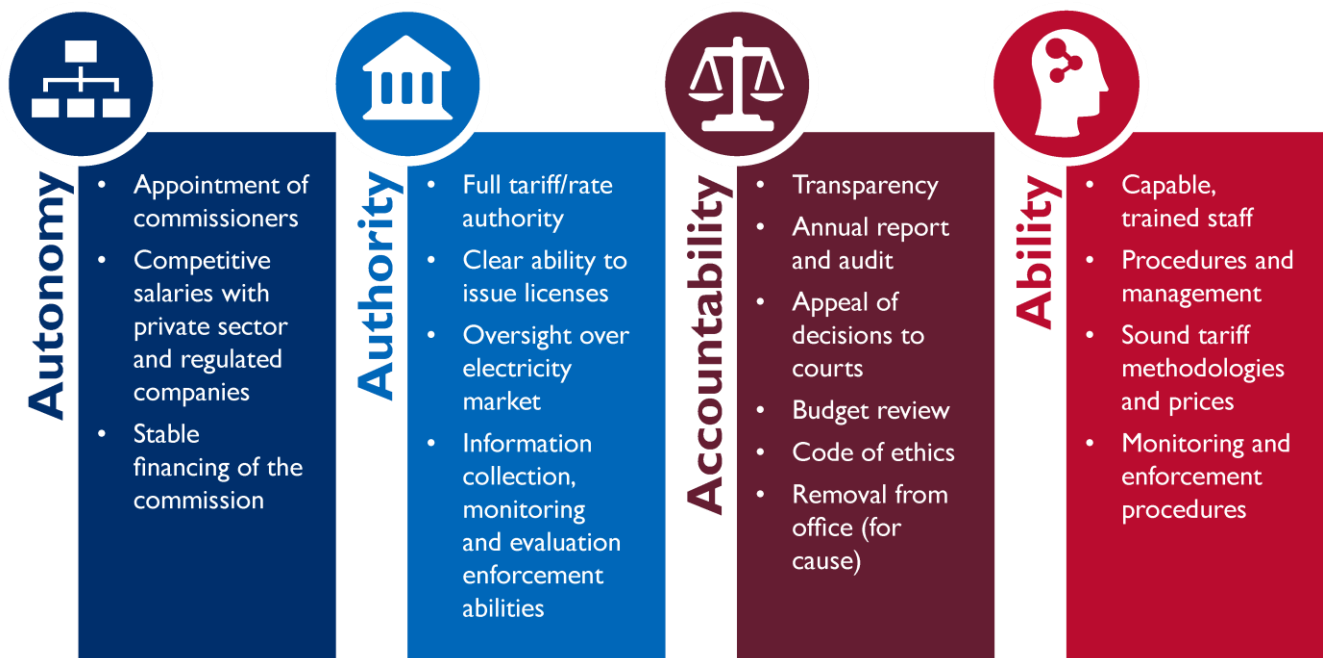 Autonomy
• Appointment of
commissioners
• Competitive
salaries with
private sector
and regulated
companies
• Stable
financing of the
commission
Authority
• Full tariff/rate
authority
• Clear ability to
issue licenses
• Oversight over
electricity
market
• Information
collection,
monitoring
and evaluation
enforcement
abilities
Accountability
• Transparency
• Annual report
and audit
• Appeal of
decisions to
courts
• Budget review
• Code of ethics
• Removal from
office (for
cause)
Ability
• Capable,
trained staff
• Procedures and
management
• Sound tariff
methodologies
and prices
• Monitoring and
enforcement
procedures